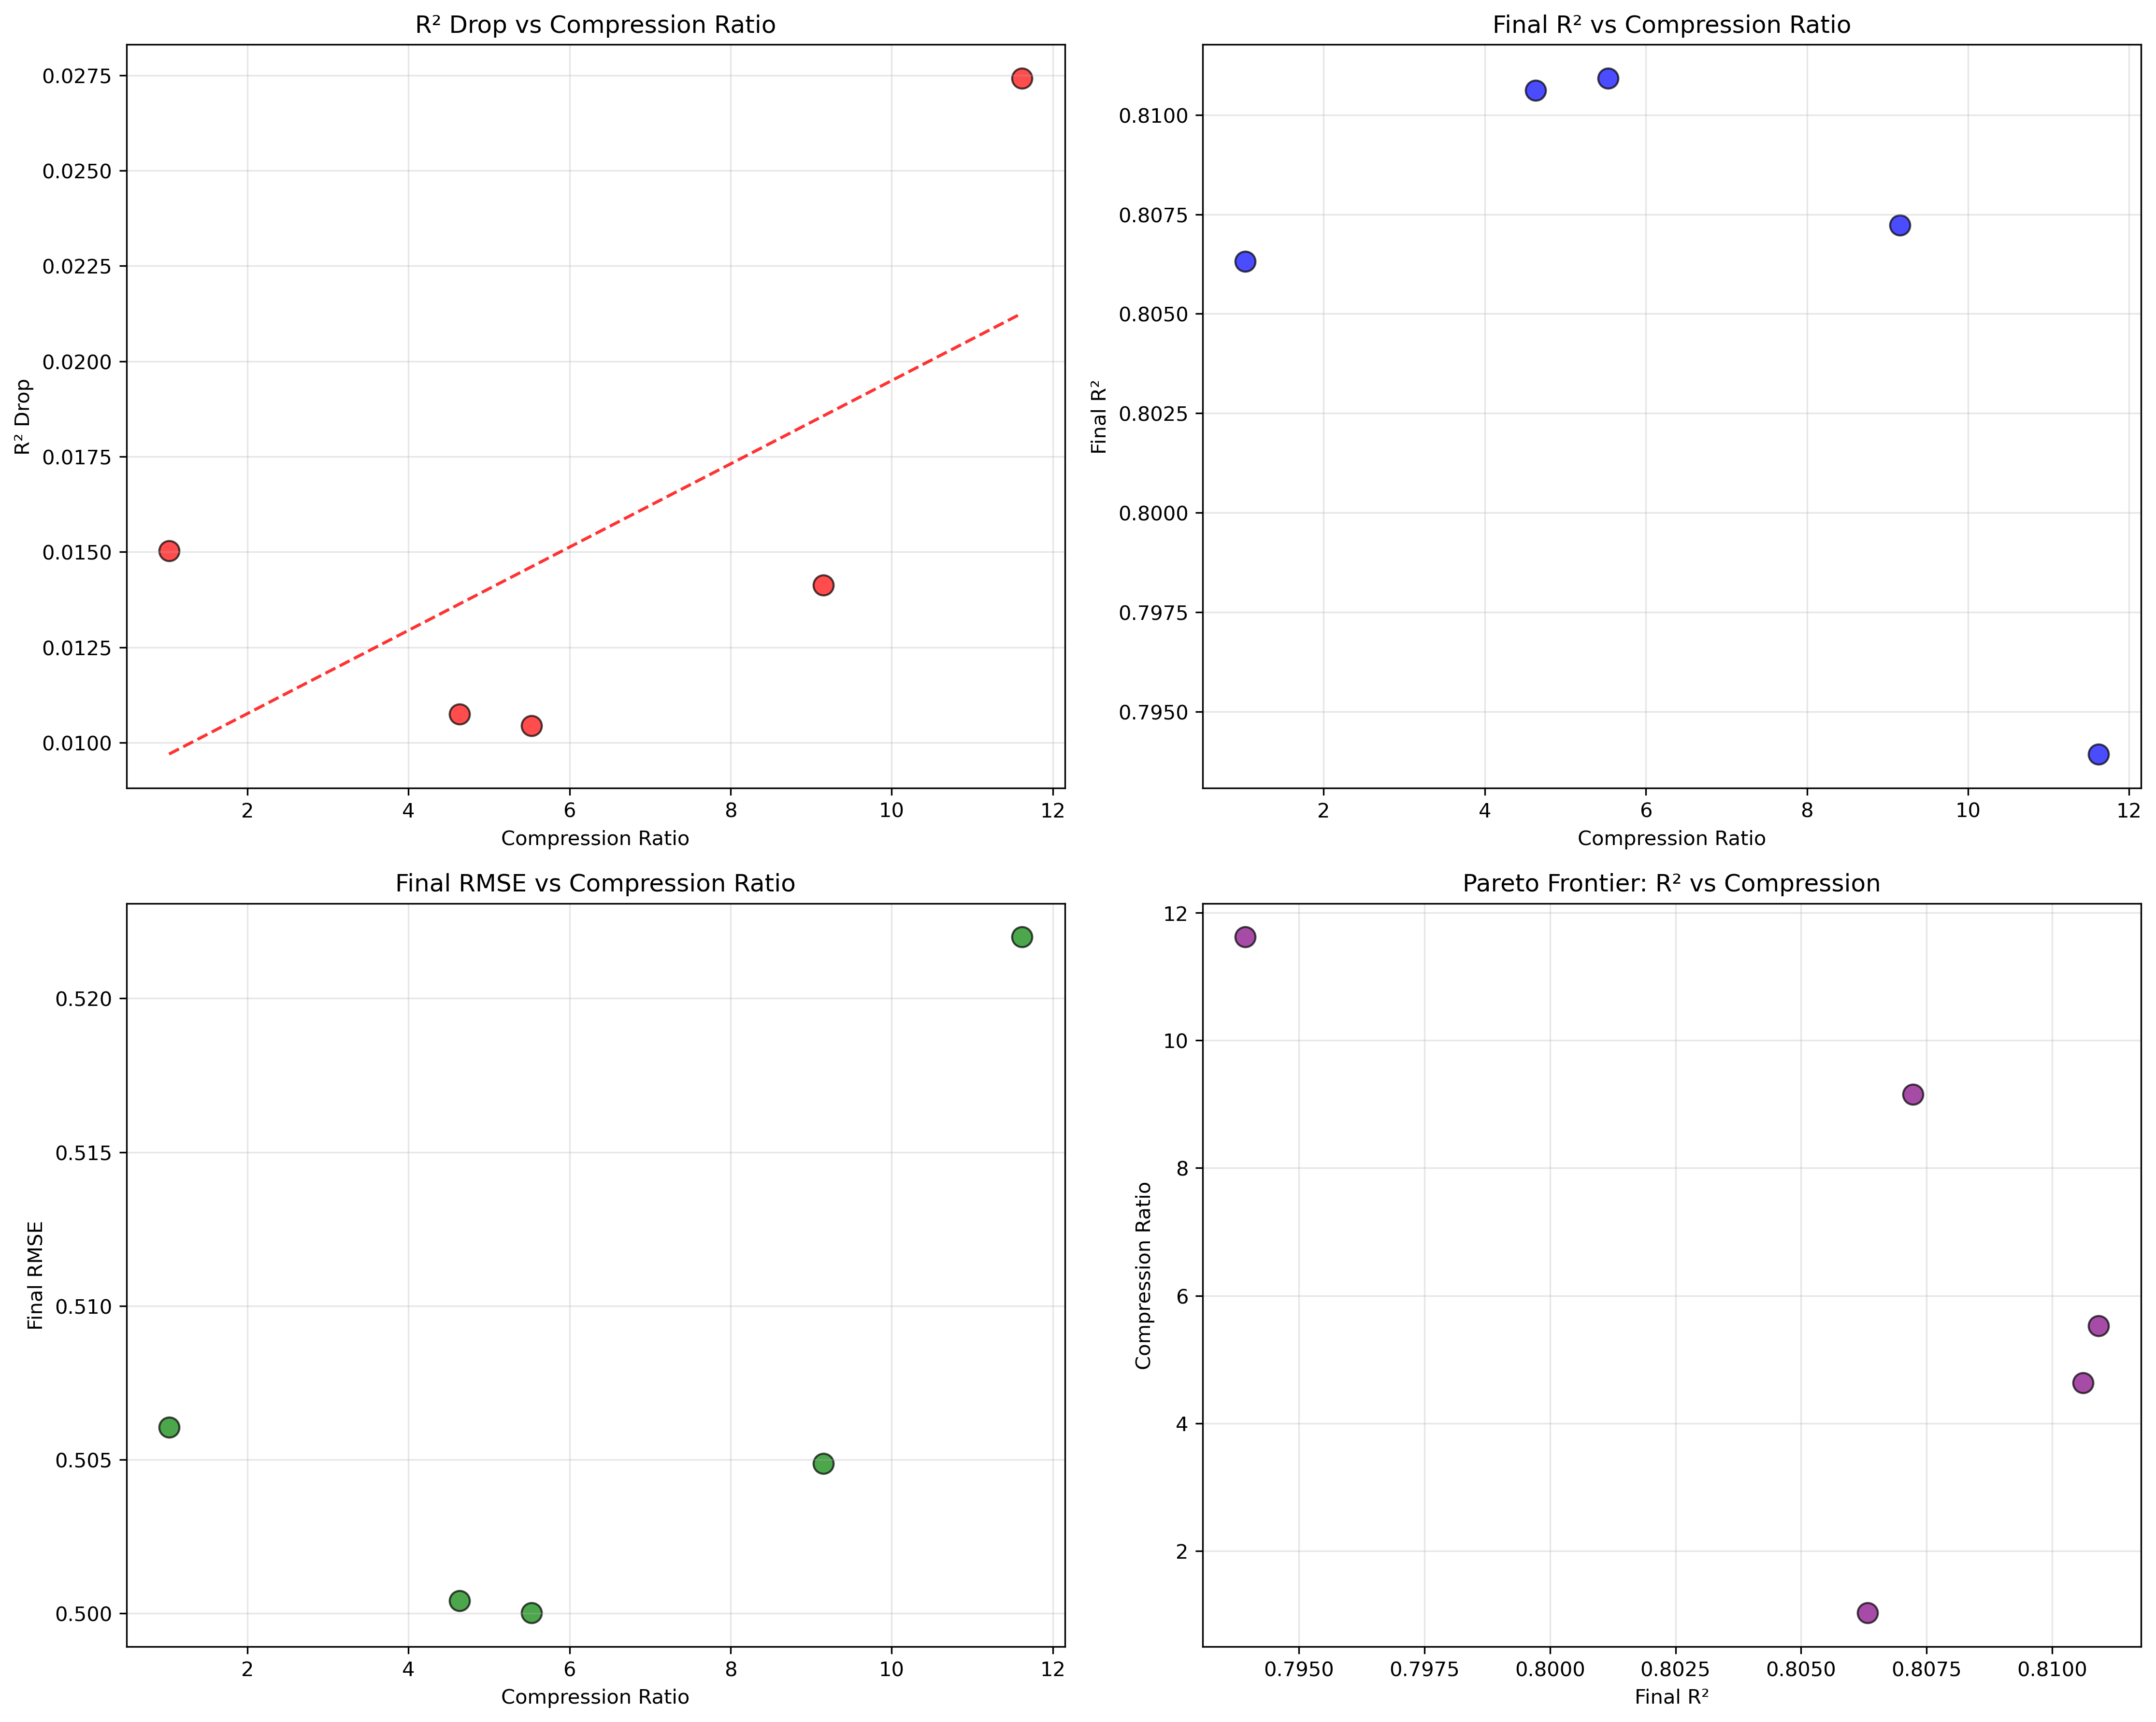 R² Drop vs Compression Ratio
R² Drop
0.0275
0.0250
0.0225
0.0200
0.0175
0.0150
0.0125
0.0100
2 4 6 8 10 12
Compression Ratio
Final R² vs Compression Ratio
Final R²
0.8100
0.8075
0.8050
0.8025
0.8000
0.7975
0.7950
2 4 6 8 10 12
Compression Ratio
Final RMSE vs Compression Ratio
Final RMSE
0.520
0.515
0.510
0.505
0.500
2 4 6 8 10 12
Compression Ratio
Pareto Frontier: R² vs Compression
Compression Ratio
12
10
8
6
4
2
0.7950 0.7975 0.8000 0.8025 0.8050 0.8075 0.8100
Final R²